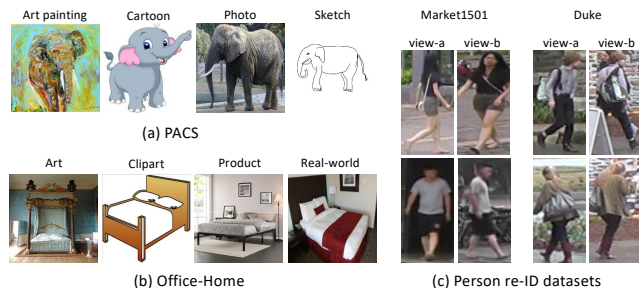 Art painting Cartoon Photo Sketch
(a) PACS
Art Clipart Product Real-world
(b) Office-Home
Market1501 Duke
view-a view-b view-a view-b
(c) Person re-ID datasets